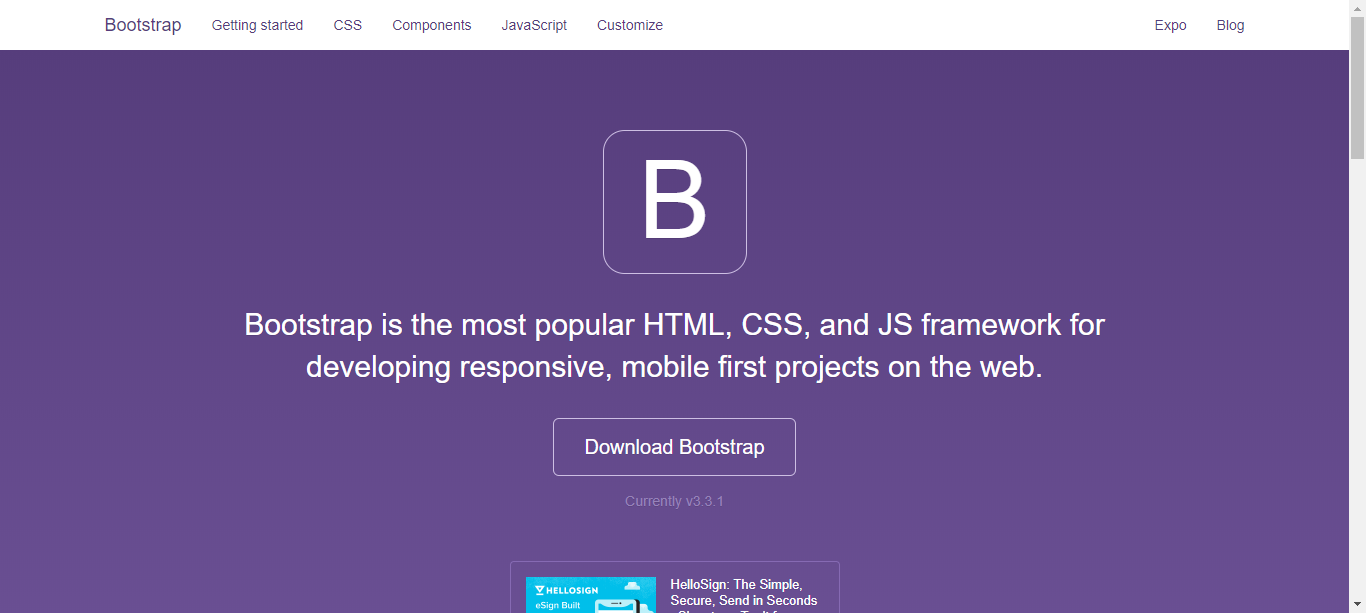 Bootstrap Getting started CSS Components JavaScript Customize Expo Blog
B
Bootstrap is the most popular HTML, CSS, and JS framework for
developing responsive, mobile first projects on the web.
Download Bootstrap
Currently v3.3.1
HELLOSIGN
eSign Built
HelloSign: The Simple,
Secure, Send in Seconds